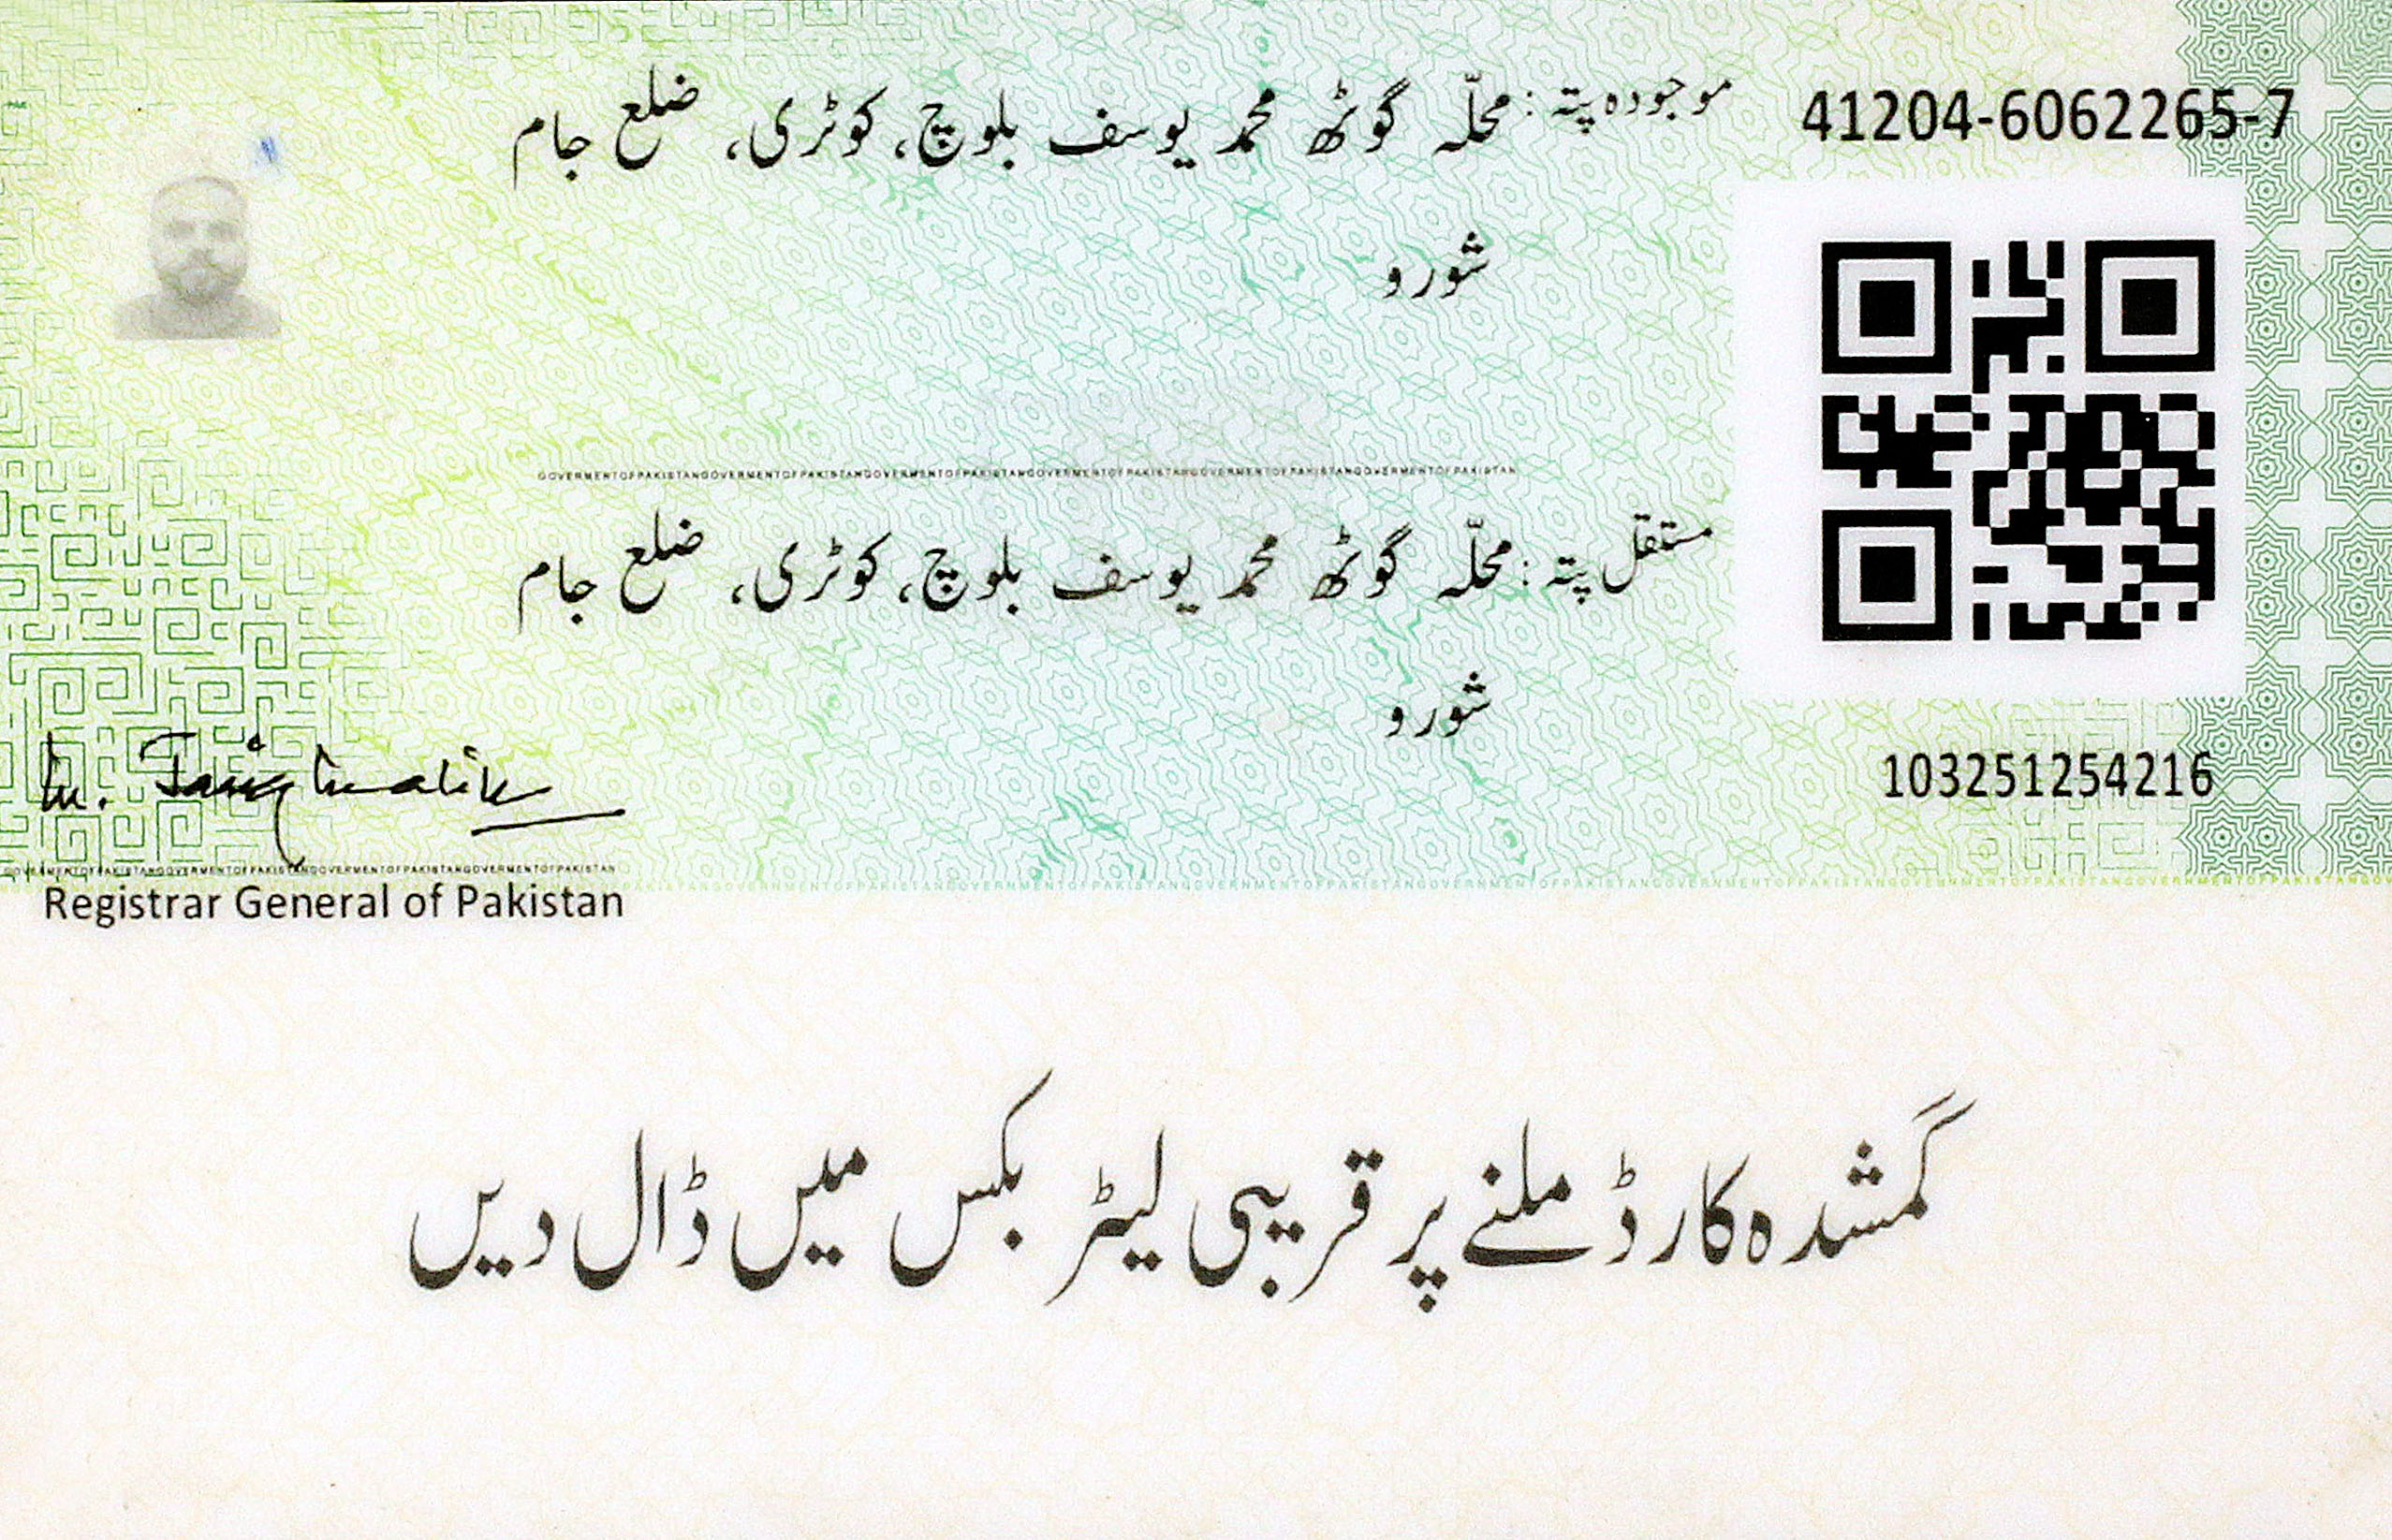 موجودہ پتہ : محلّہ گوٹھ محمد یوسف بلوچ، کوٹری، ضلع جام
شورو
41204-6062265-7
GOVERMENTOFPAKISTANGOVERMENTOFPAKISTANGOVERMENTOFPAKISTANGOVERMENTOFPAKISTANGOVERMENTOFPAKISTANGOVERMENTOFPAKISTAN
مستقل پتہ : محلّہ گوٹھ محمد یوسف بلوچ، کوٹری، ضلع جام
شورو
103251254216
Registrar General of Pakistan
گمشدہ کارڈ ملنے پر قریبی لیٹر بکس میں ڈال دیں